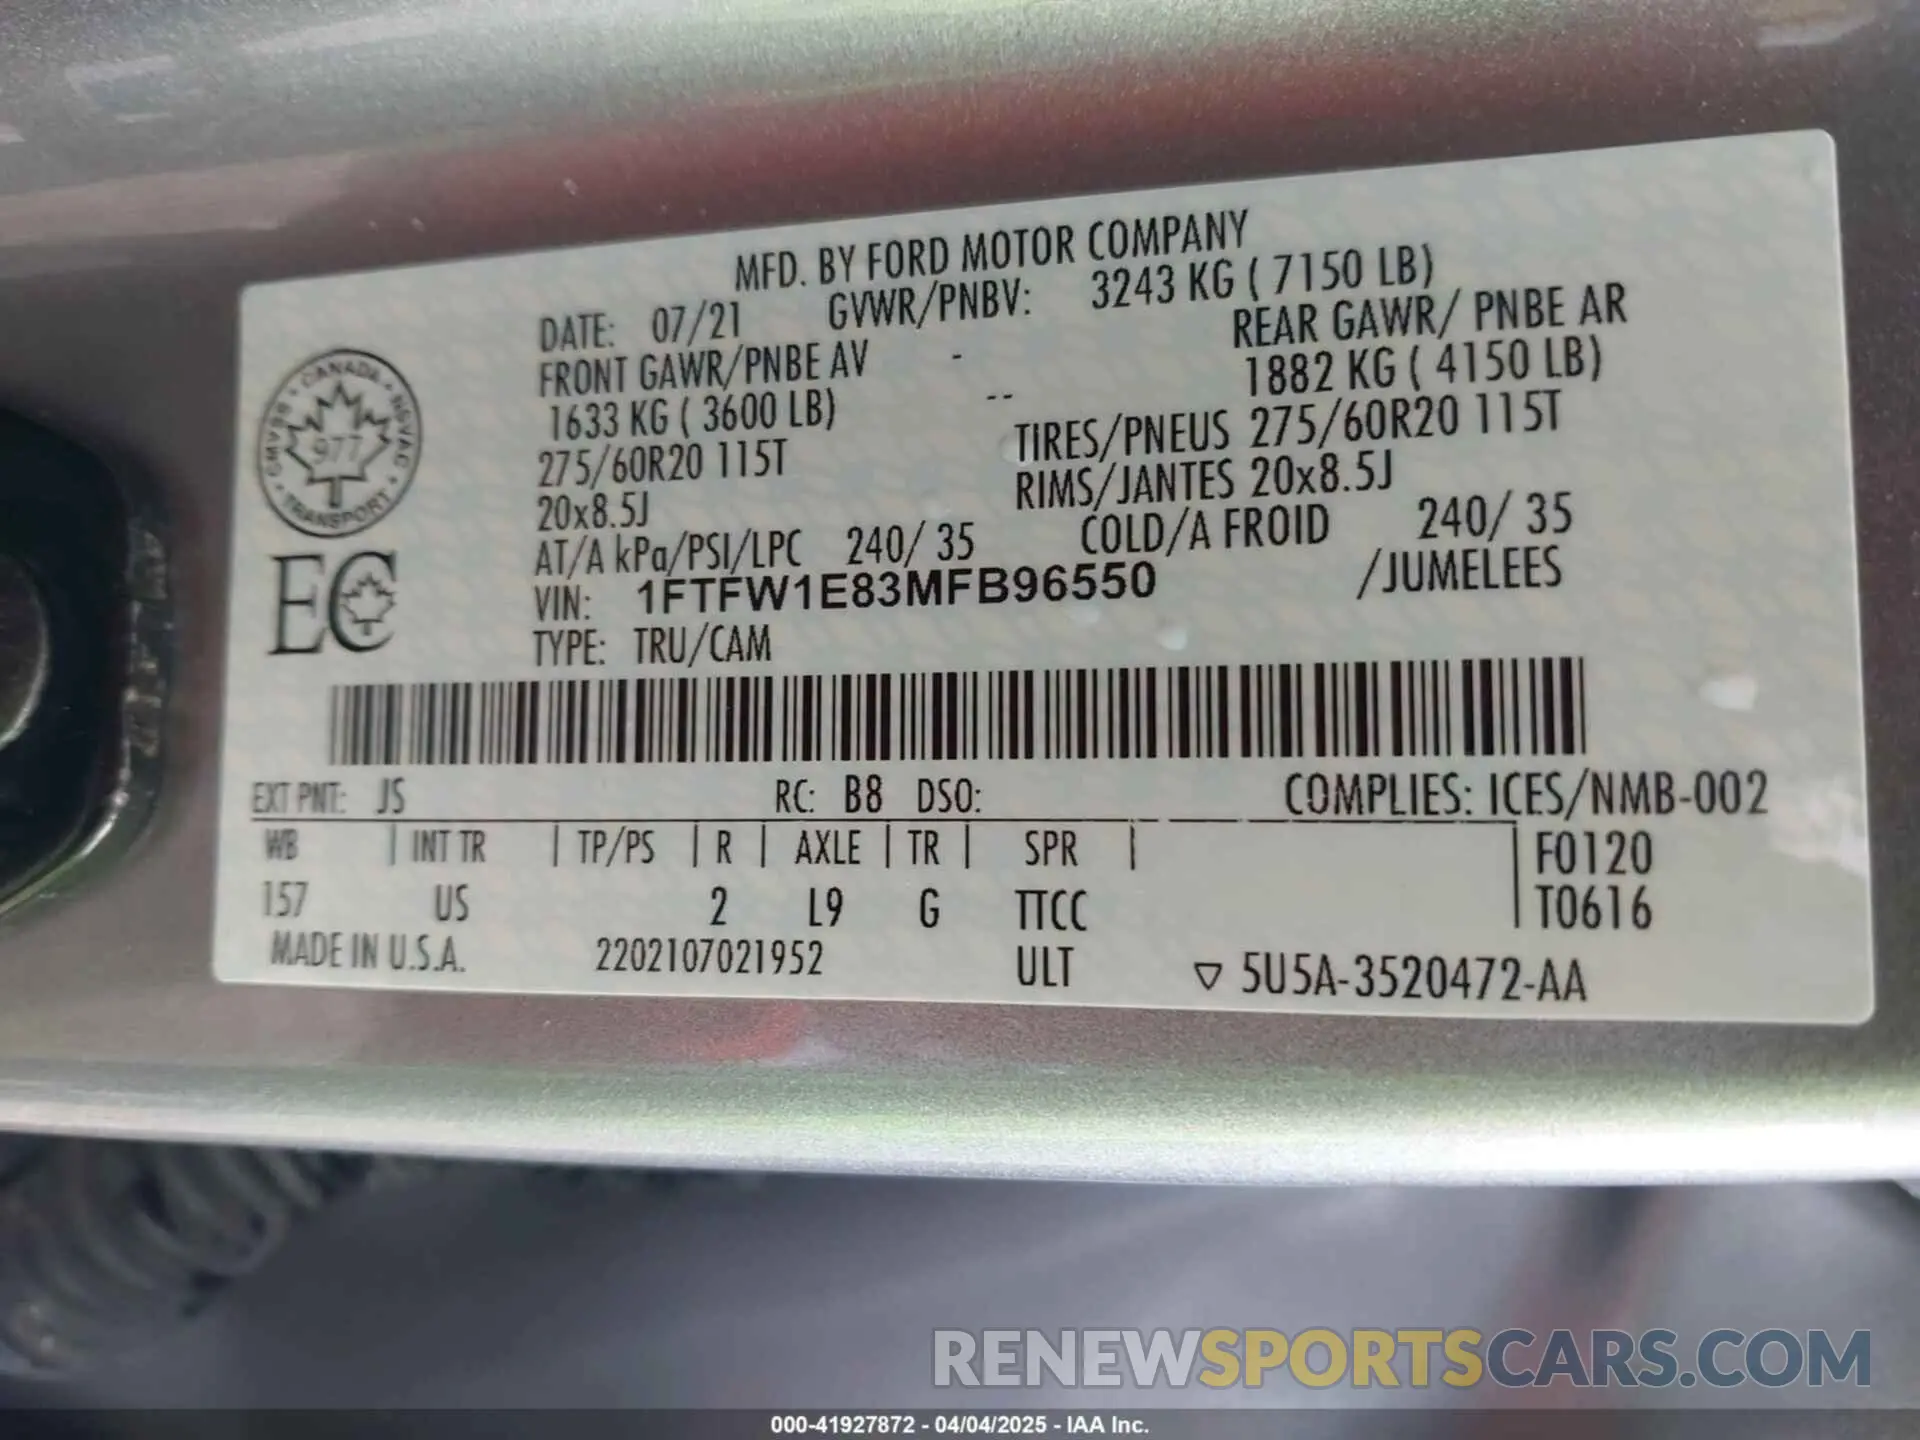 MFD. BY FORD MOTOR COMPANY
DATE: 07/21 GVWR/PNBV: 3243 KG ( 7150 LB)
FRONT GAWR/PNBE AV - REAR GAWR/ PNBE AR
1633 KG ( 3600 LB) -- 1882 KG ( 4150 LB)
275/60R20 115T TIRES/PNEUS 275/60R20 115T
20x8.5J RIMS/JANTES 20x8.5J
AT/A kPa/PSI/LPC 240/ 35 COLD/A FROID 240/ 35
VIN: 1FTFW1E83MFB96550 /JUMELEES
TYPE: TRU/CAM
CANADA
CMVSS NSVAC
977
TRANSPORT
EC
EXT PNT: JS RC: B8 DSO: COMPLIES: ICES/NMB-002
WB | INT TR | TP/PS | R | AXLE | TR | SPR | F0120
157 US 2 L9 G TTCC T0616
MADE IN U.S.A. 2202107021952 ULT ▽ 5U5A-3520472-AA
RENEWSPORTSCARS.COM
000-41927872 - 04/04/2025 - IAA Inc.